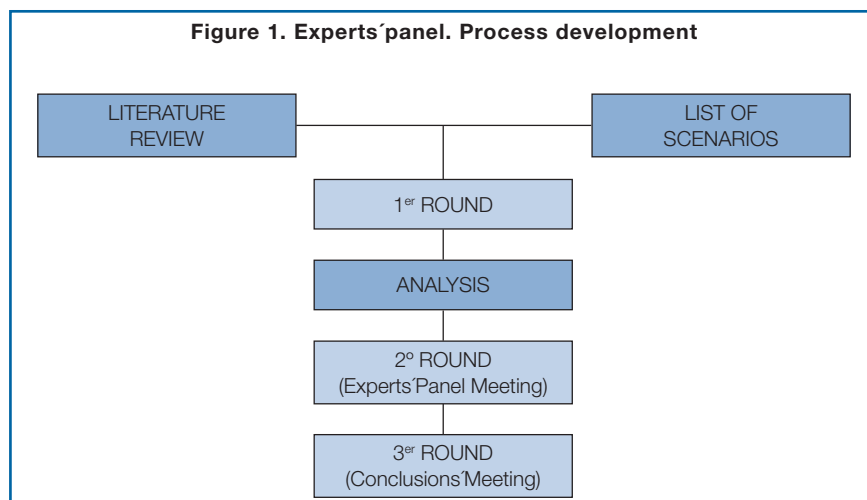 Figure 1. Experts´panel. Process development
LITERATURE
REVIEW
LIST OF
SCENARIOS
1er ROUND
ANALYSIS
2º ROUND
(Experts´Panel Meeting)
3er ROUND
(Conclusions´Meeting)